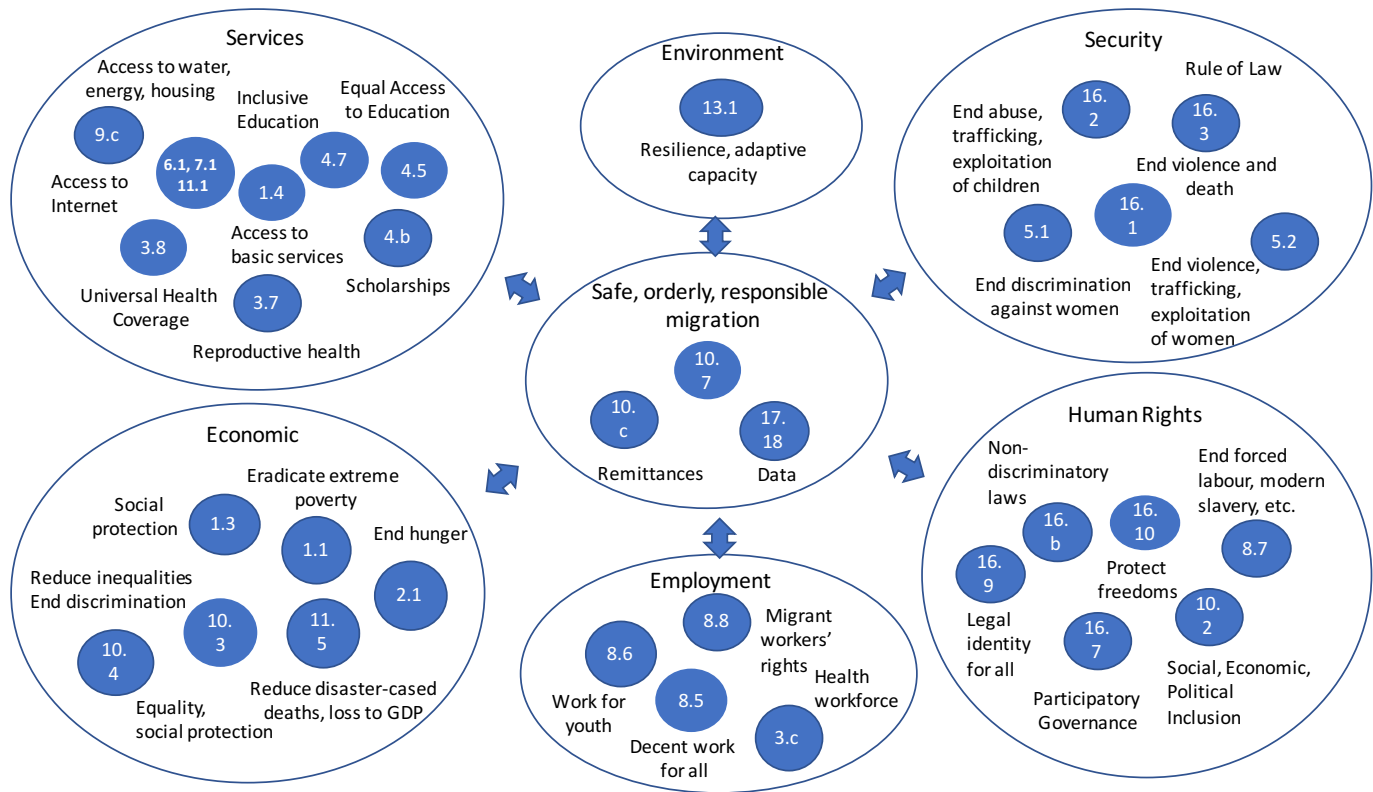 Services
Access to water,
energy, housing
9.c
Access to
Internet
6.1, 7.1
11.1
Inclusive
Education
4.7
Equal Access
to Education
4.5
1.4
Access to
basic services
4.b
Scholarships
3.8
Universal Health
Coverage
3.7
Reproductive health
Environment
13.1
Resilience, adaptive
capacity
Security
Rule of Law
16.
3
End abuse,
trafficking,
exploitation
of children
16.
2
End violence and
death
16.
1
5.1
End discrimination
against women
5.2
End violence,
trafficking,
exploitation
of women
Safe, orderly, responsible
migration
10.
7
10.
c
Remittances
17.
18
Data
Economic
Social
protection
1.3
Eradicate extreme
poverty
1.1
End hunger
2.1
Reduce inequalities
End discrimination
10.
3
10.
4
Equality,
social protection
11.
5
Reduce disaster-cased
deaths, loss to GDP
Employment
8.8
Migrant
workers’
rights
8.6
Work for
youth
8.5
Decent work
for all
Health
workforce
3.c
Human Rights
Non-
discriminatory
laws
16.
b
16.
10
Protect
freedoms
End forced
labour, modern
slavery, etc.
8.7
16.
9
Legal
identity
for all
16.
7
Participatory
Governance
10.
2
Social, Economic,
Political
Inclusion